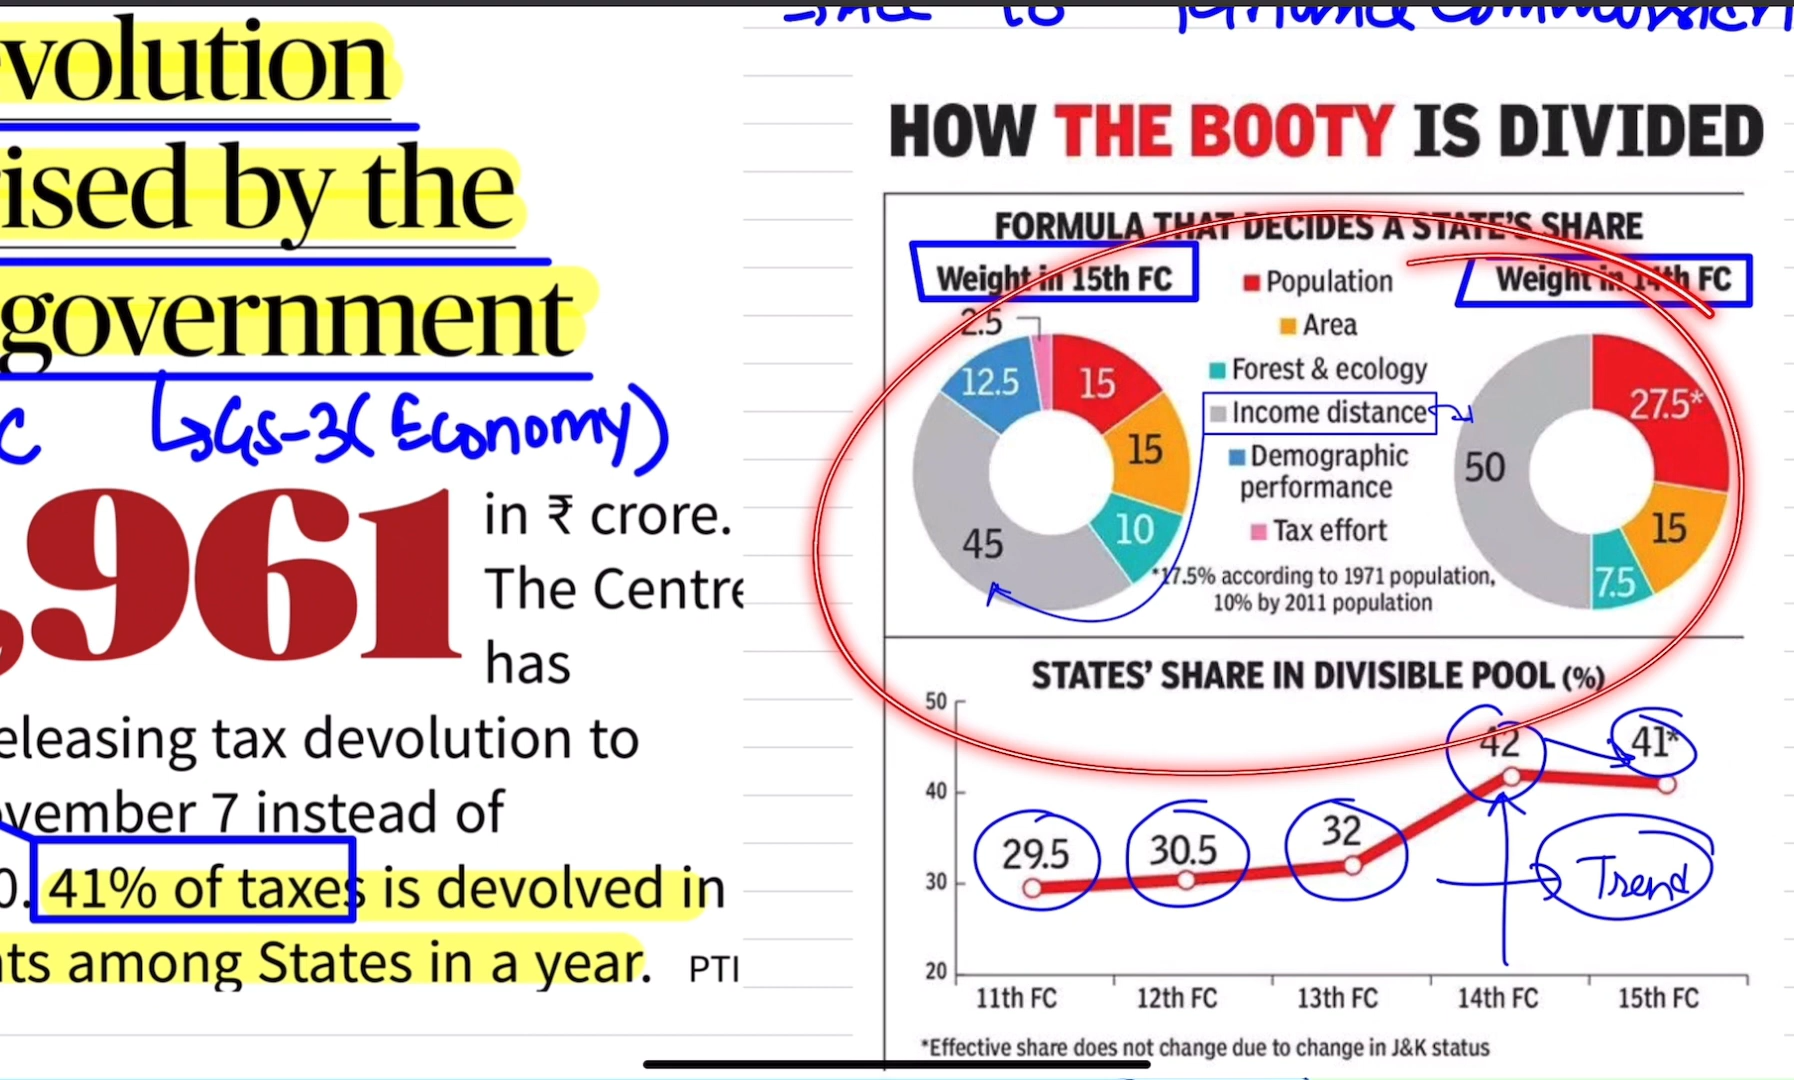 volution
ised by the
government
C
GS-3(Economy)
,961
in ₹ crore.
The Centre
has
eleasing tax devolution to
vember 7 instead of
0. 41% of taxes is devolved in
nts among States in a year. PTI
to Finance Commission
HOW THE BOOTY IS DIVIDED
FORMULA THAT DECIDES A STATE'S SHARE
Weight in 15th FC
2.5
12.5
15
15
10
45
Population
Area
Forest & ecology
Income distance
Demographic
performance
Tax effort
*17.5% according to 1971 population,
10% by 2011 population
Weight in 14th FC
27.5*
50
15
7.5
STATES' SHARE IN DIVISIBLE POOL (%)
50
40
30
20
29.5
30.5
32
42
41*
Trend
11th FC
12th FC
13th FC
14th FC
15th FC
*Effective share does not change due to change in J&K status